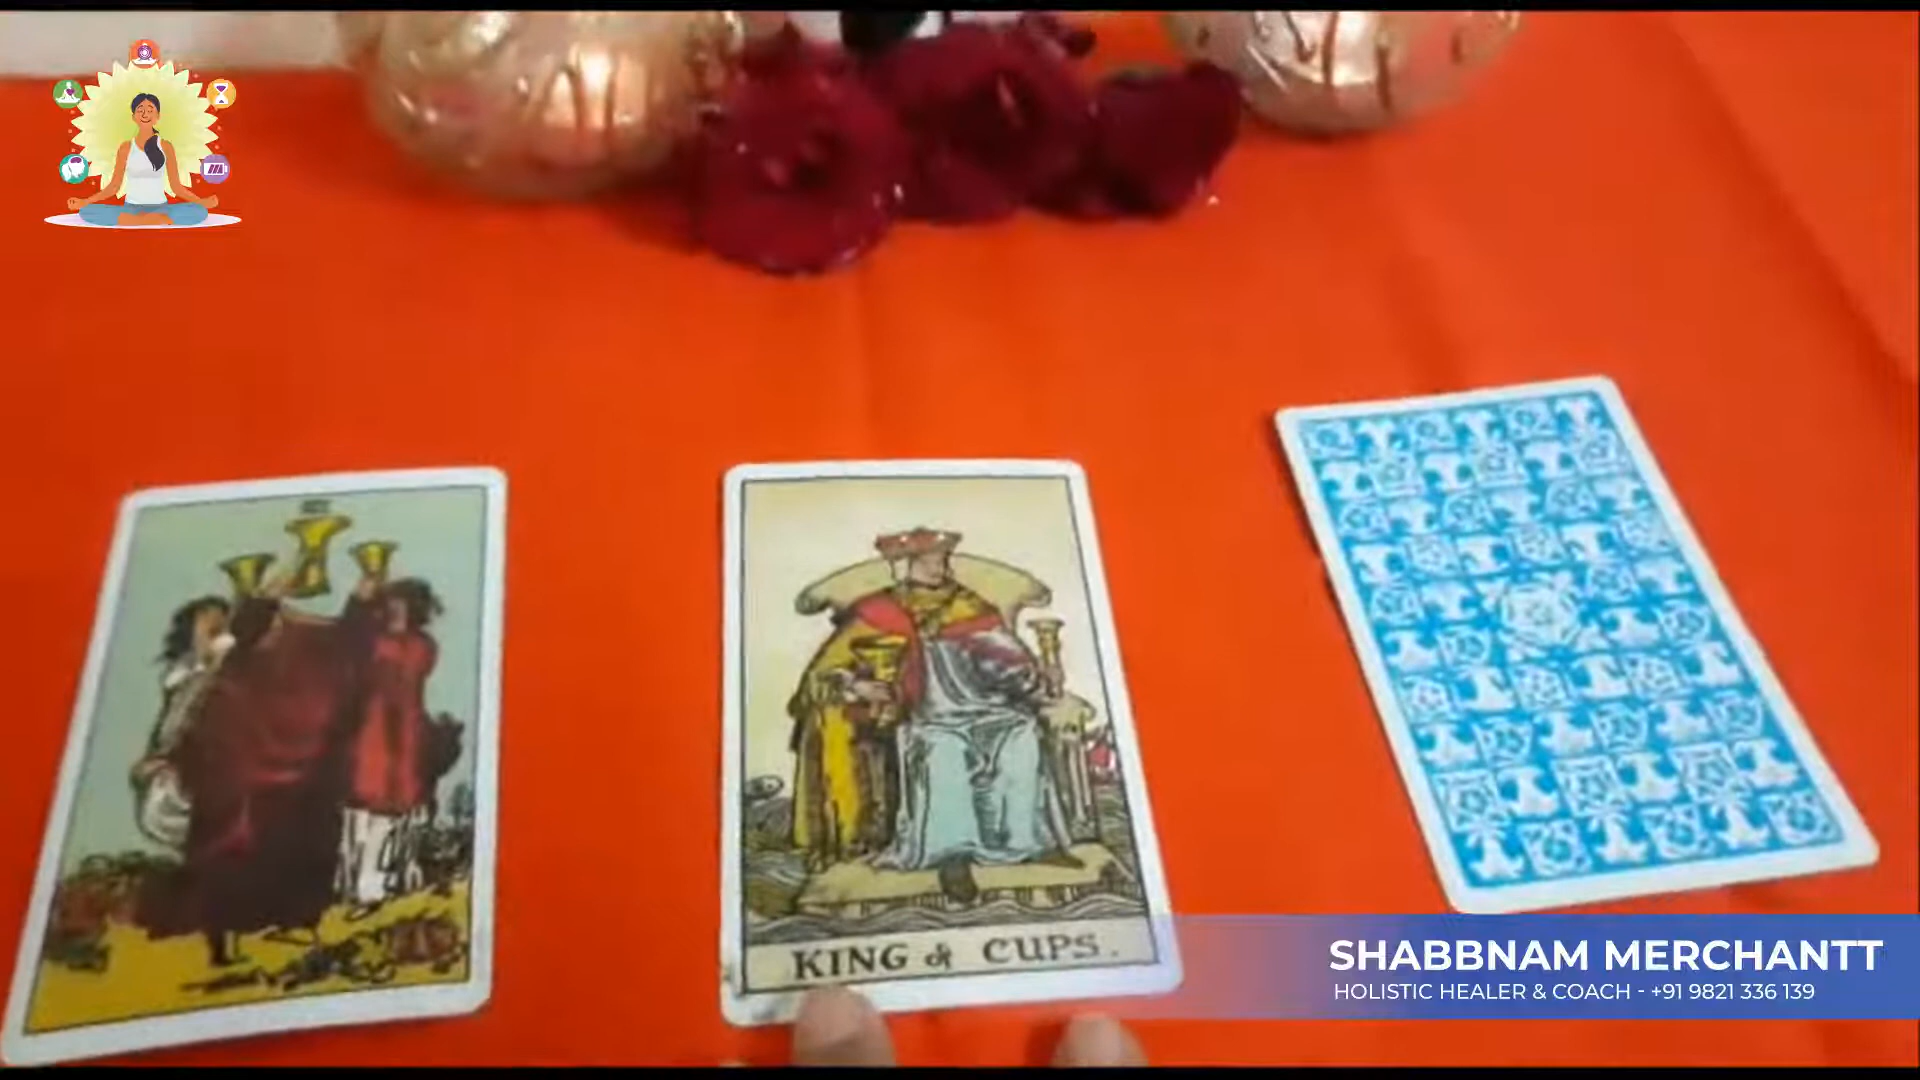 KING of CUPS.
SHABBNAM MERCHANTT
HOLISTIC HEALER & COACH - +91 9821 336 139